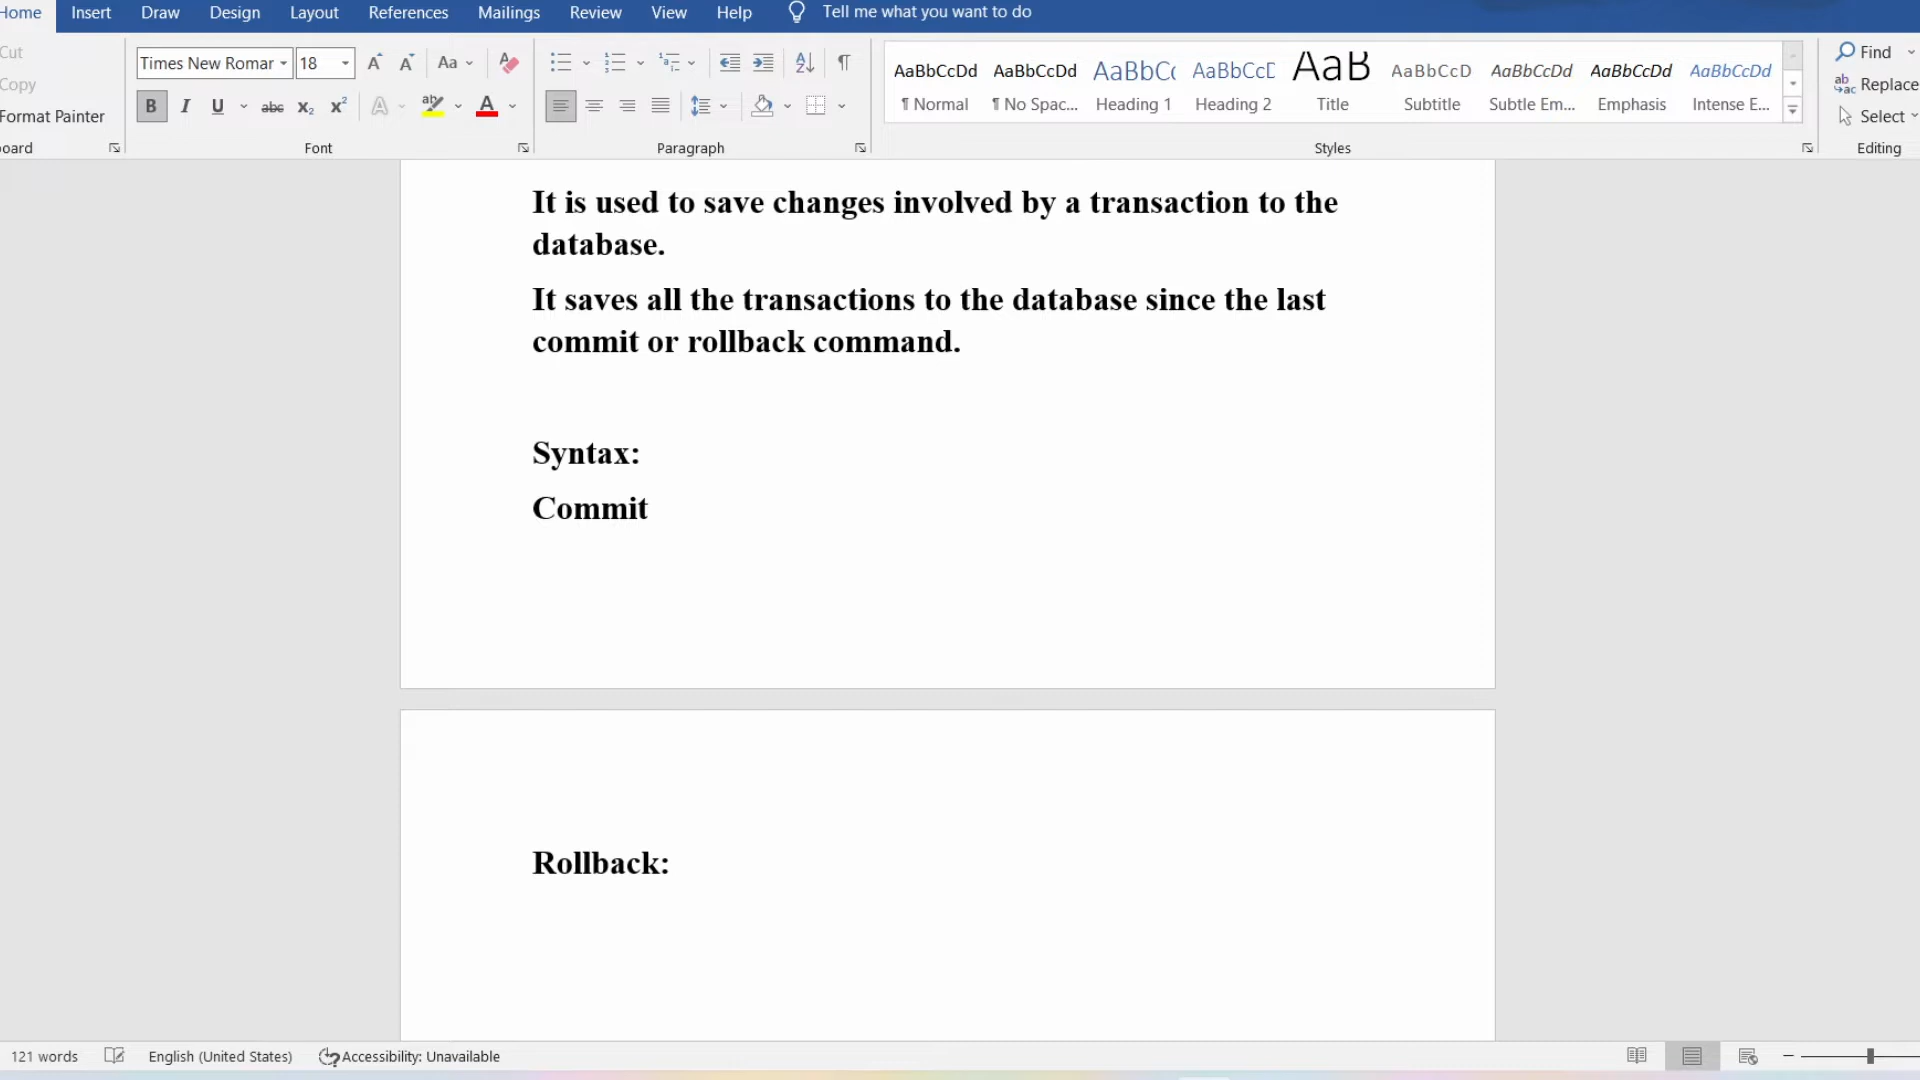 Home Insert Draw Design Layout References Mailings Review View Help Tell me what you want to do
Cut
Copy
Format Painter
Times New Romar 18
Aa
AaBbCcDd AaBbCcDd AaBbCc AaBbCcD AaB AaBbCcD AaBbCcDd AaBbCcDd AaBbCcDd
¶ Normal ¶ No Spac... Heading 1 Heading 2 Title Subtitle Subtle Em... Emphasis Intense E...
Find
Replace
Select
oard Font Paragraph Styles Editing
It is used to save changes involved by a transaction to the
database.
It saves all the transactions to the database since the last
commit or rollback command.
Syntax:
Commit
Rollback:
121 words English (United States) Accessibility: Unavailable